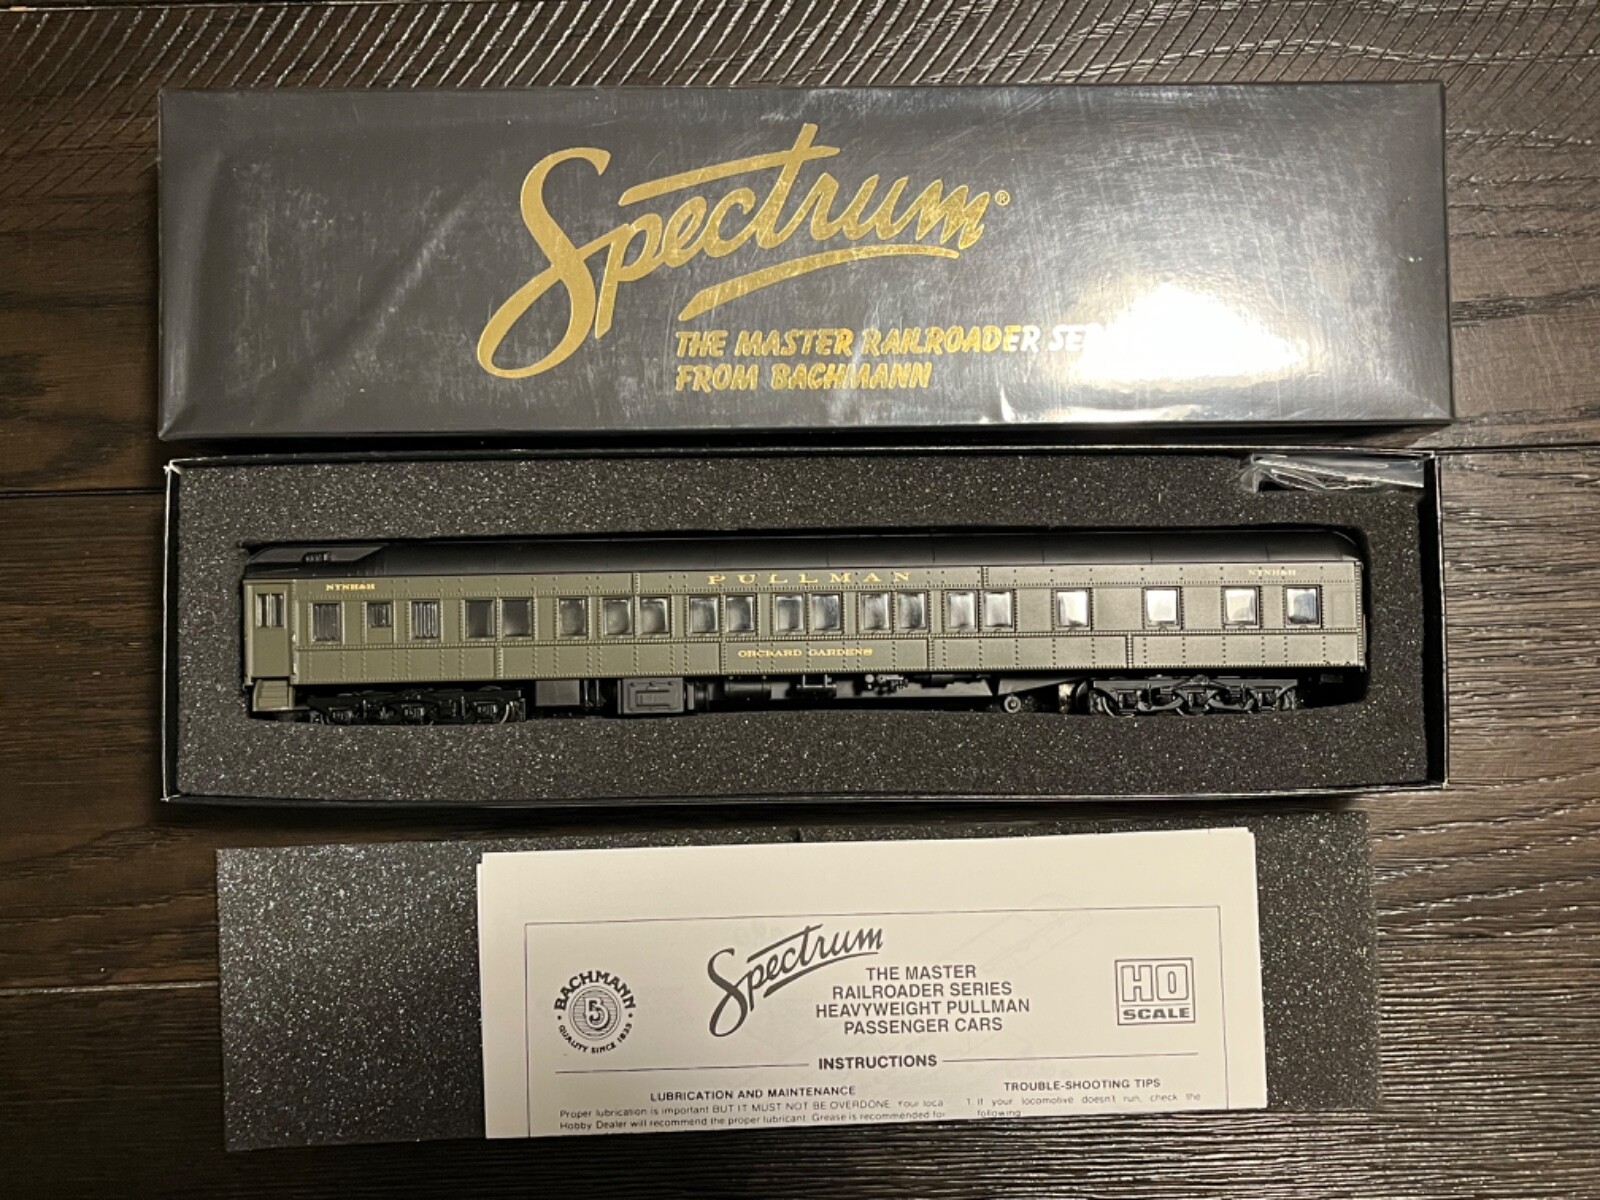 Spectrum®
THE MASTER RAILROADER
FROM BACHMANN
NYNH&H PULLMAN NYNH&H
ORCHARD GARDENS
Spectrum
THE MASTER
RAILROADER SERIES
HEAVYWEIGHT PULLMAN
PASSENGER CARS
BACHMANN
QUALITY SINCE 1833
HO
SCALE
INSTRUCTIONS
LUBRICATION AND MAINTENANCE
Proper lubrication is important BUT IT MUST NOT BE OVERDONE. Your loca
Hobby Dealer will recommend the proper lubricant. Grease is recommended for
TROUBLE-SHOOTING TIPS
1. If your locomotive doesn't run, check the
following